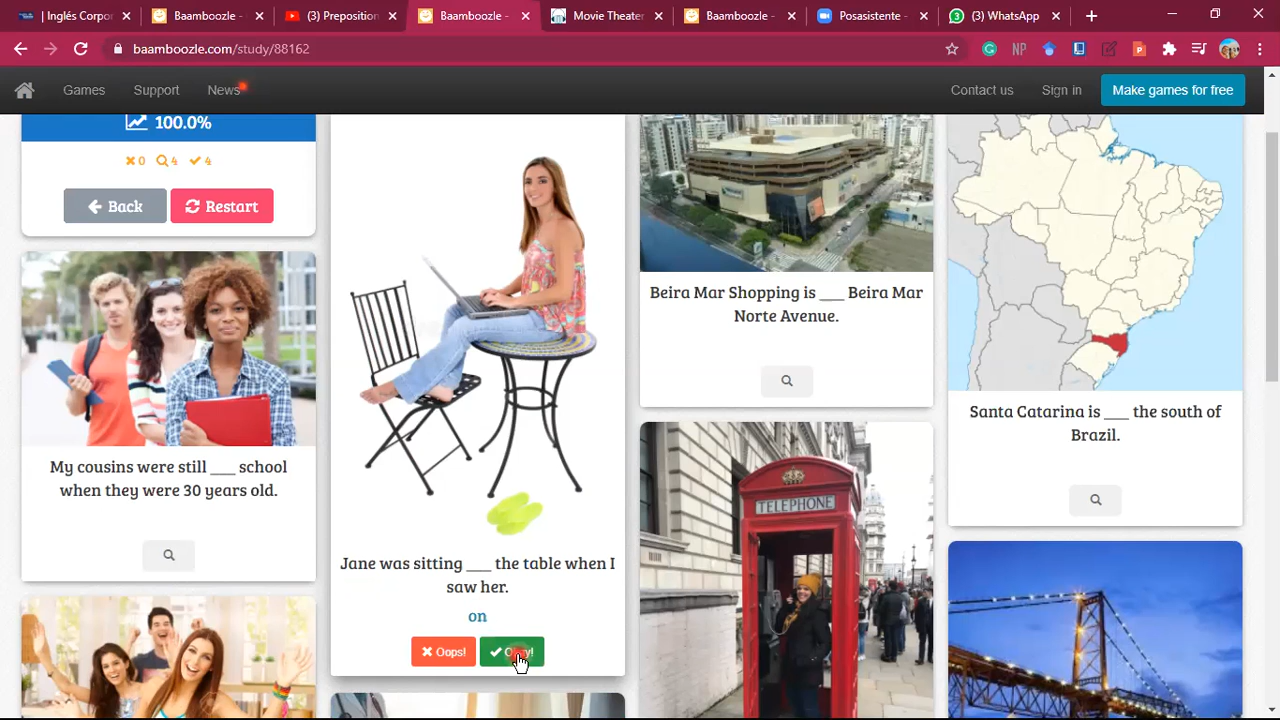 | Inglés Corpor
Baamboozle -
(3) Preposition
Baamboozle -
Movie Theater
Baamboozle -
Posasistente -
(3) WhatsApp
baamboozle.com/study/88162
Games
Support
News
Contact us
Sign in
Make games for free
100.0%
0
4
4
Back
Restart
My cousins were still ___ school
when they were 30 years old.
Jane was sitting ___ the table when I
saw her.
on
Oops!
Beira Mar Shopping is ___ Beira Mar
Norte Avenue.
TELEPHONE
Santa Catarina is ___ the south of
Brazil.